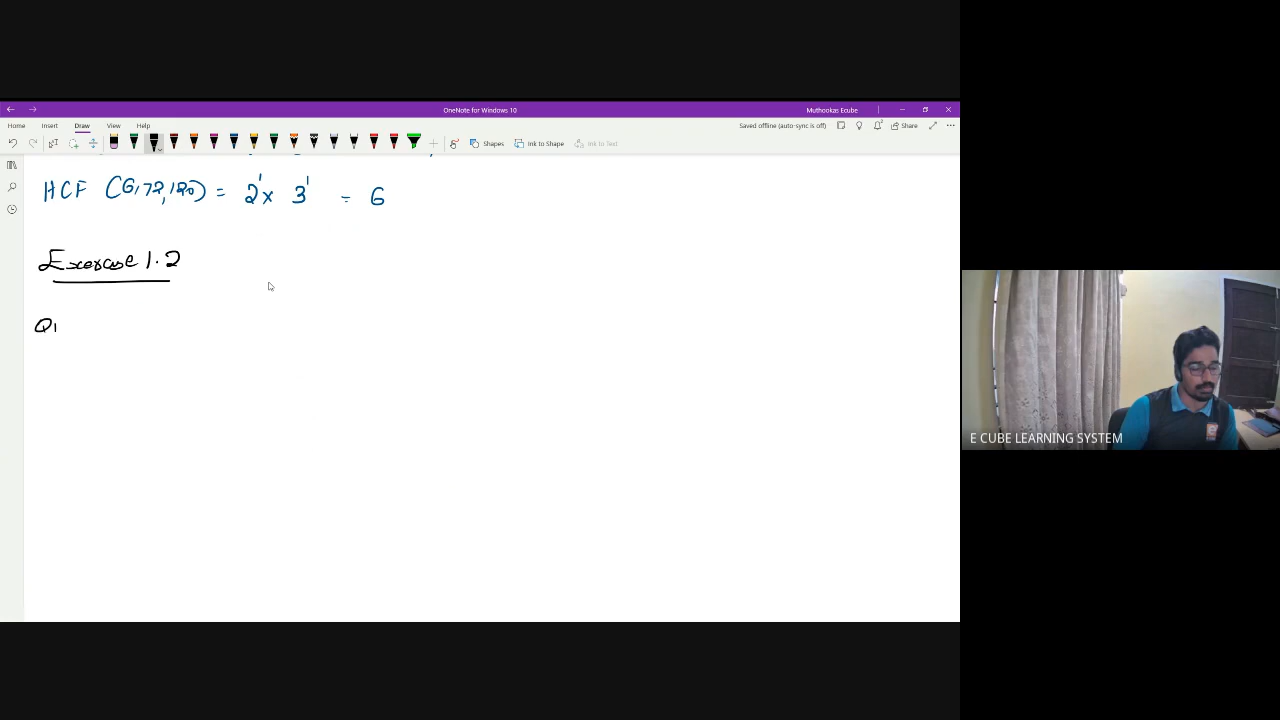 OneNote for Windows 10
Muthookas Ecube
Home Insert Draw View Help
Saved offline (auto-sync is off) Share
Shapes Ink to Shape Ink to Text
HCF (6,72,120) = 2¹ x 3¹ = 6
Exercise 1.2
Q1
E CUBE LEARNING SYSTEM